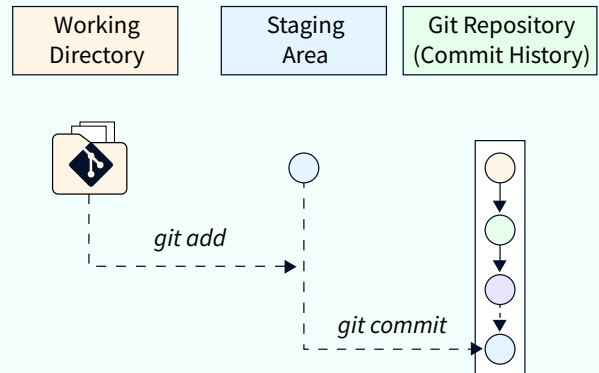 Working
Directory
Staging
Area
Git Repository
(Commit History)
git add
git commit